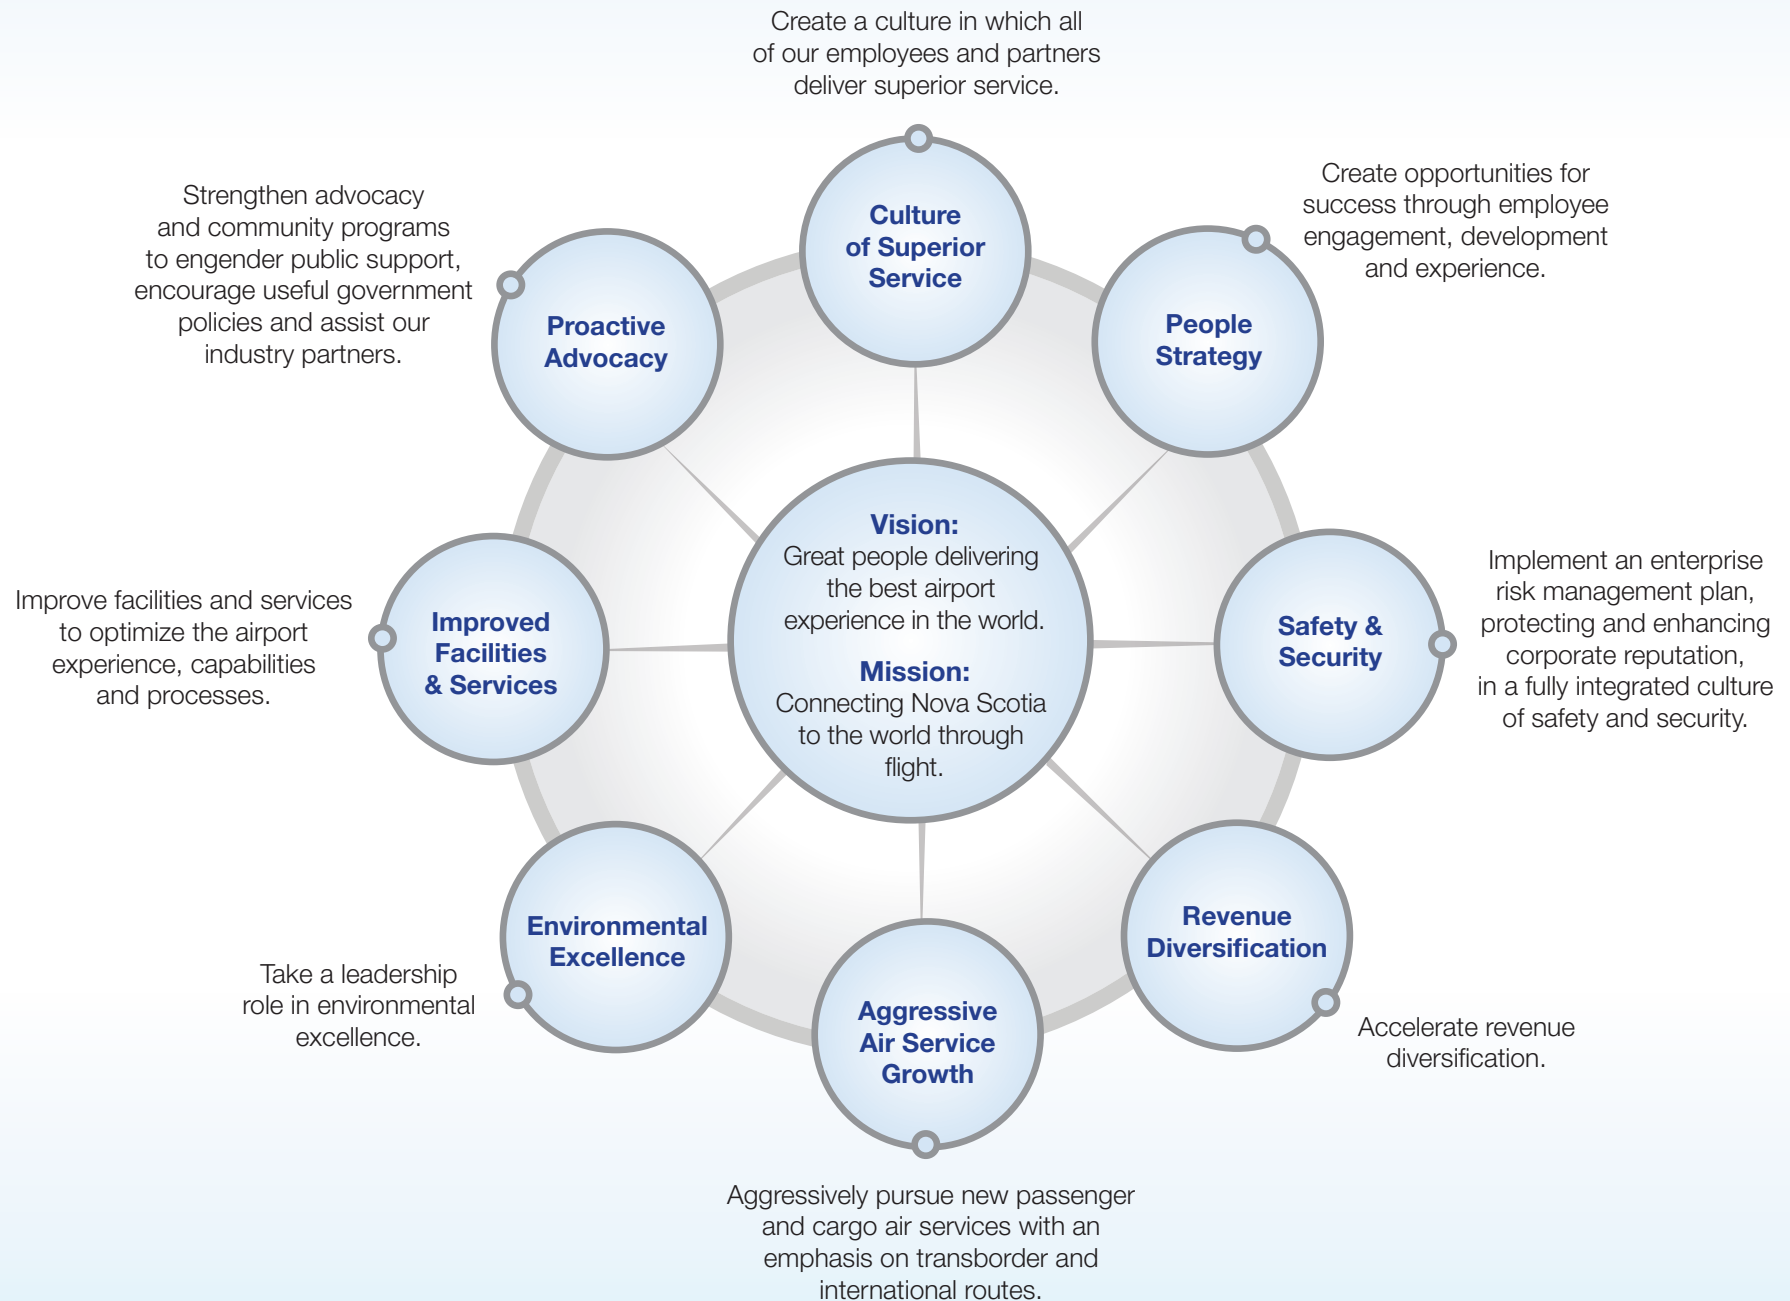 Create a culture in which all
of our employees and partners
deliver superior service.
Culture
of Superior
Service
Create opportunities for
success through employee
engagement, development
and experience.
People
Strategy
Implement an enterprise
risk management plan,
protecting and enhancing
corporate reputation,
in a fully integrated culture
of safety and security.
Safety &
Security
Revenue
Diversification
Accelerate revenue
diversification.
Aggressive
Air Service
Growth
Aggressively pursue new passenger
and cargo air services with an
emphasis on transborder and
international routes.
Environmental
Excellence
Take a leadership
role in environmental
excellence.
Improved
Facilities
& Services
Improve facilities and services
to optimize the airport
experience, capabilities
and processes.
Proactive
Advocacy
Strengthen advocacy
and community programs
to engender public support,
encourage useful government
policies and assist our
industry partners.
Vision:
Great people delivering
the best airport
experience in the world.
Mission:
Connecting Nova Scotia
to the world through
flight.